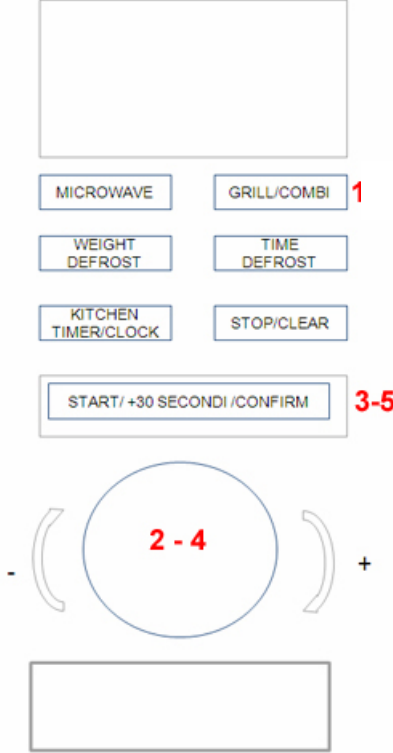 MICROWAVE
GRILL/COMBI
1
WEIGHT
DEFROST
TIME
DEFROST
KITCHEN
TIMER/CLOCK
STOP/CLEAR
START/ +30 SECONDI /CONFIRM
3-5
2 - 4
-
+